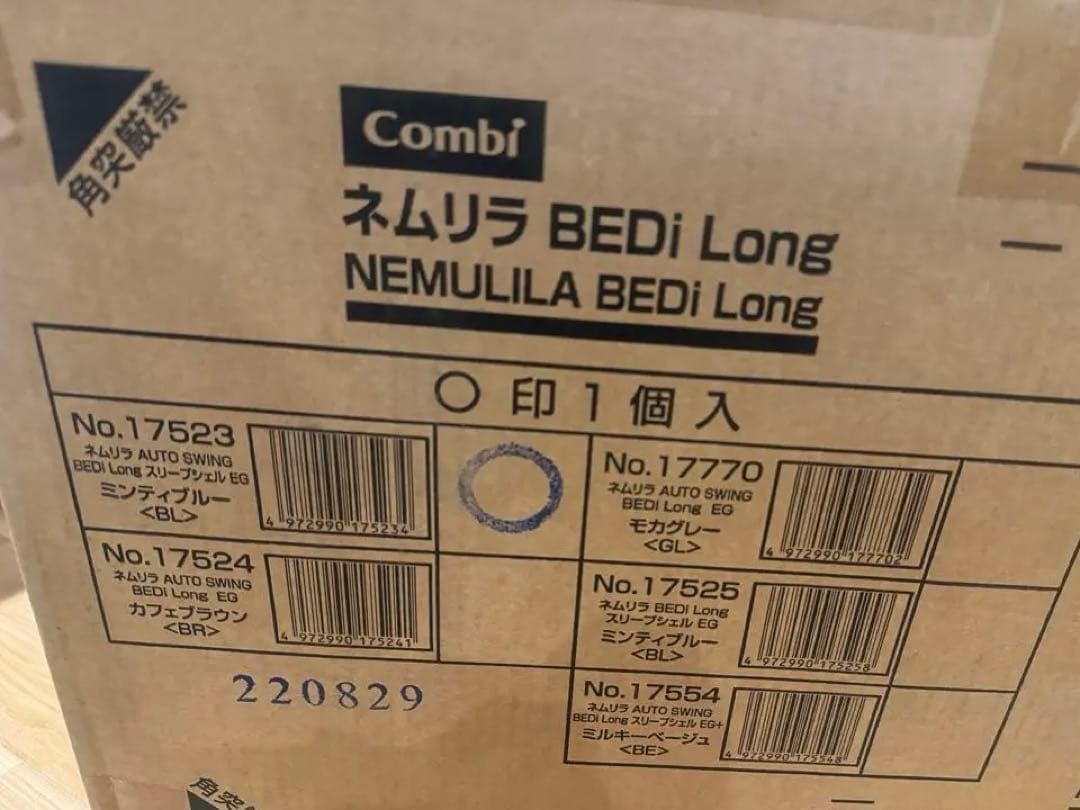 角突厳禁
Combi
ネムリラ BEDi Long
NEMULILA BEDi Long
○ 印 1 個 入
No.17523
ネムリラ AUTO SWING
BEDi Long スリープシェル EG
ミンティブルー
<BL>
4 972990 175234
No.17770
ネムリラ AUTO SWING
BEDi Long EG
モカグレー
<GL>
4 972990 177702
No.17524
ネムリラ AUTO SWING
BEDi Long EG
カフェブラウン
<BR>
4 972990 175241
No.17525
ネムリラ BEDi Long
スリープシェル EG
ミンティブルー
<BL>
4 972990 175258
No.17554
ネムリラ AUTO SWING
BEDi Long スリープシェル EG+
ミルキーベージュ
<BE>
4 972990 175548
220829
角突